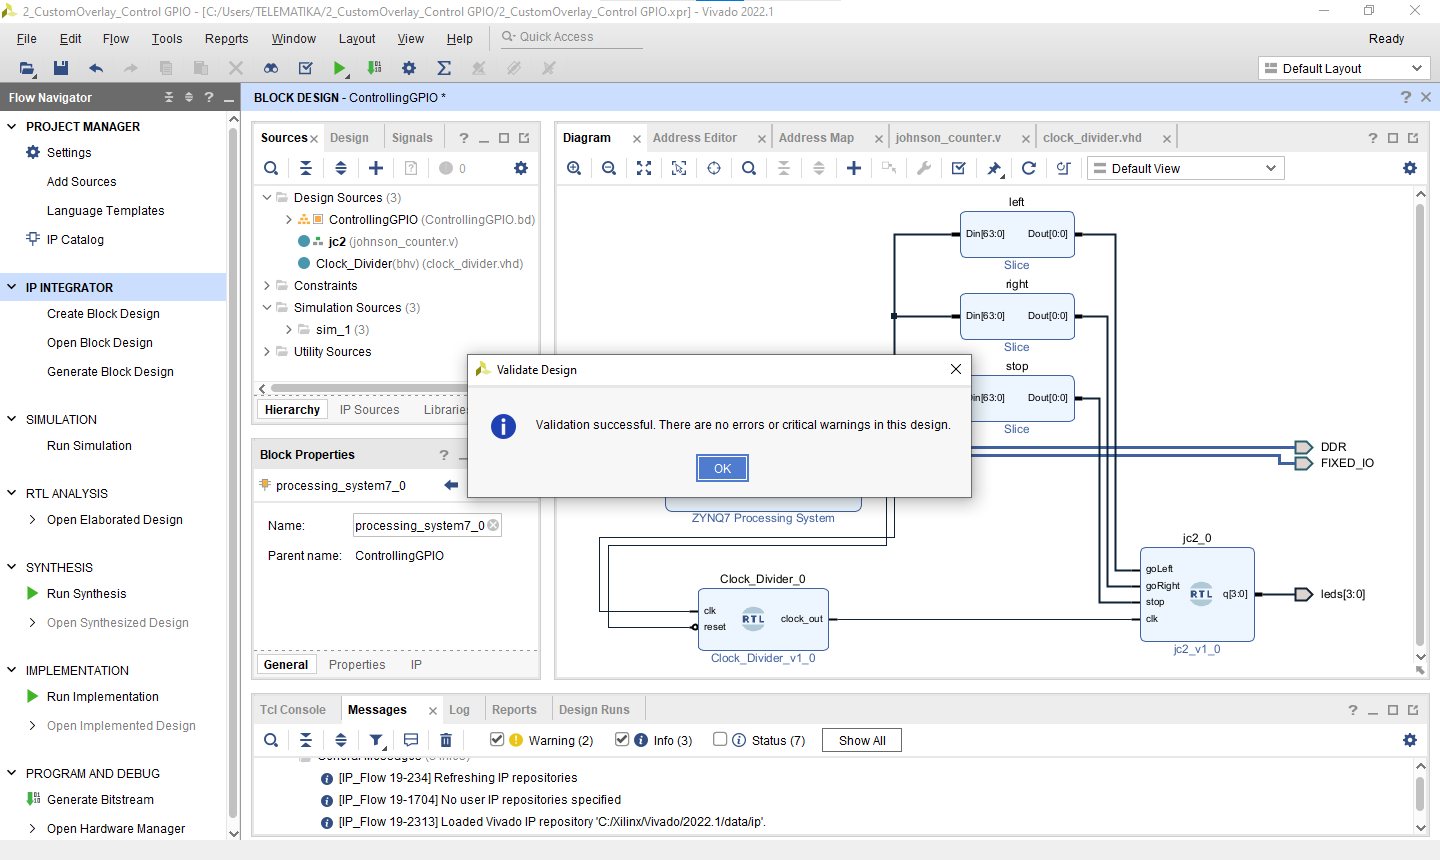 2_CustomOverlay_Control GPIO - [C:/Users/TELEMATIKA/2_CustomOverlay_Control GPIO/2_CustomOverlay_Control GPIO.xpr] - Vivado 2022.1
File Edit Flow Tools Reports Window Layout View Help Quick Access Ready
Default Layout
Flow Navigator
PROJECT MANAGER
Settings
Add Sources
Language Templates
IP Catalog
IP INTEGRATOR
Create Block Design
Open Block Design
Generate Block Design
SIMULATION
Run Simulation
RTL ANALYSIS
Open Elaborated Design
SYNTHESIS
Run Synthesis
Open Synthesized Design
IMPLEMENTATION
Run Implementation
Open Implemented Design
PROGRAM AND DEBUG
Generate Bitstream
Open Hardware Manager
BLOCK DESIGN - ControllingGPIO *
Sources Design Signals
0
Design Sources (3)
ControllingGPIO (ControllingGPIO.bd)
jc2 (johnson_counter.v)
Clock_Divider(bhv) (clock_divider.vhd)
Constraints
Simulation Sources (3)
sim_1 (3)
Utility Sources
Hierarchy IP Sources Libraries
Block Properties
processing_system7_0
Name: processing_system7_0
Parent name: ControllingGPIO
General Properties IP
Diagram Address Editor Address Map johnson_counter.v clock_divider.vhd
Default View
left
Din[63:0] Dout[0:0]
Slice
right
Din[63:0] Dout[0:0]
Slice
stop
Dout[0:0]
Slice
DDR
FIXED_IO
ZYNQ7 Processing System
Clock_Divider_0
clk
reset
RTL
clock_out
Clock_Divider_v1_0
jc2_0
goLeft
goRight
stop
clk
RTL
q[3:0]
jc2_v1_0
leds[3:0]
Validate Design
Validation successful. There are no errors or critical warnings in this design.
OK
Tcl Console Messages Log Reports Design Runs
Warning (2) Info (3) Status (7) Show All
[IP_Flow 19-234] Refreshing IP repositories
[IP_Flow 19-1704] No user IP repositories specified
[IP_Flow 19-2313] Loaded Vivado IP repository 'C:/Xilinx/Vivado/2022.1/data/ip'.